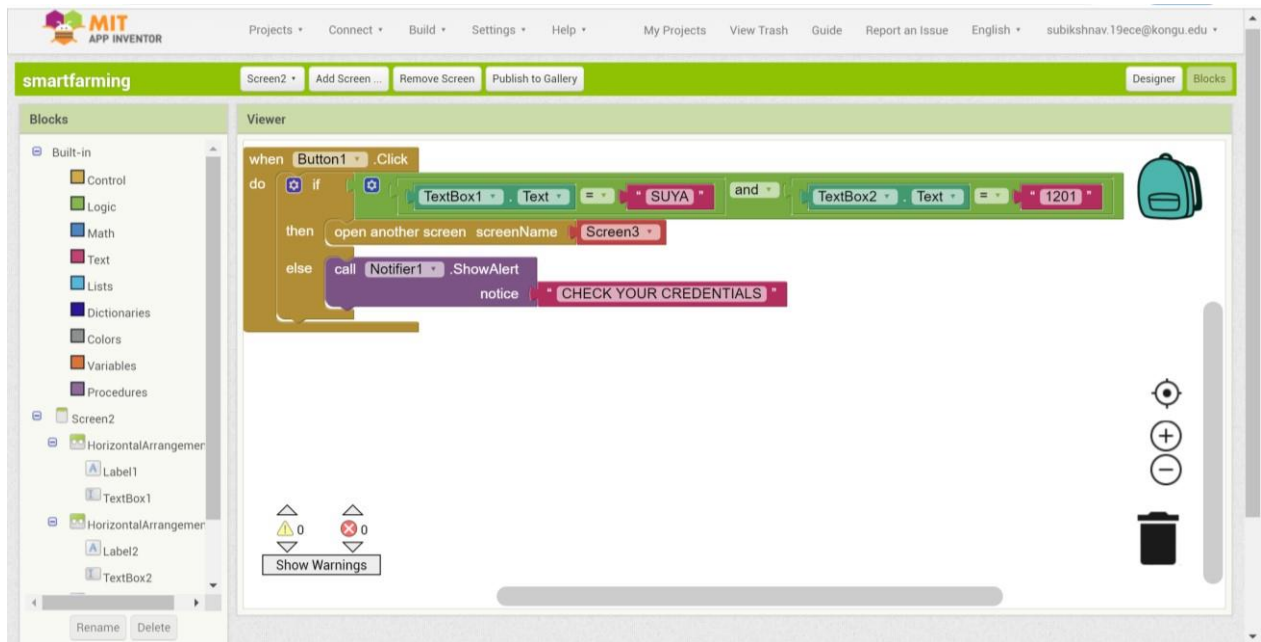 MIT
APP INVENTOR
Projects Connect Build Settings Help My Projects View Trash Guide Report an Issue English subikshnav.19ece@kongu.edu
smartfarming
Screen2 Add Screen ... Remove Screen Publish to Gallery Designer Blocks
Blocks
Viewer
Built-in
Control
Logic
Math
Text
Lists
Dictionaries
Colors
Variables
Procedures
Screen2
HorizontalArrangemer
Label1
TextBox1
HorizontalArrangemer
Label2
TextBox2
Rename Delete
when Button1 .Click
do if TextBox1 . Text = " SUYA " and TextBox2 . Text = " 1201 "
then open another screen screenName Screen3
else call Notifier1 .ShowAlert
notice " CHECK YOUR CREDENTIALS "
0 0
Show Warnings